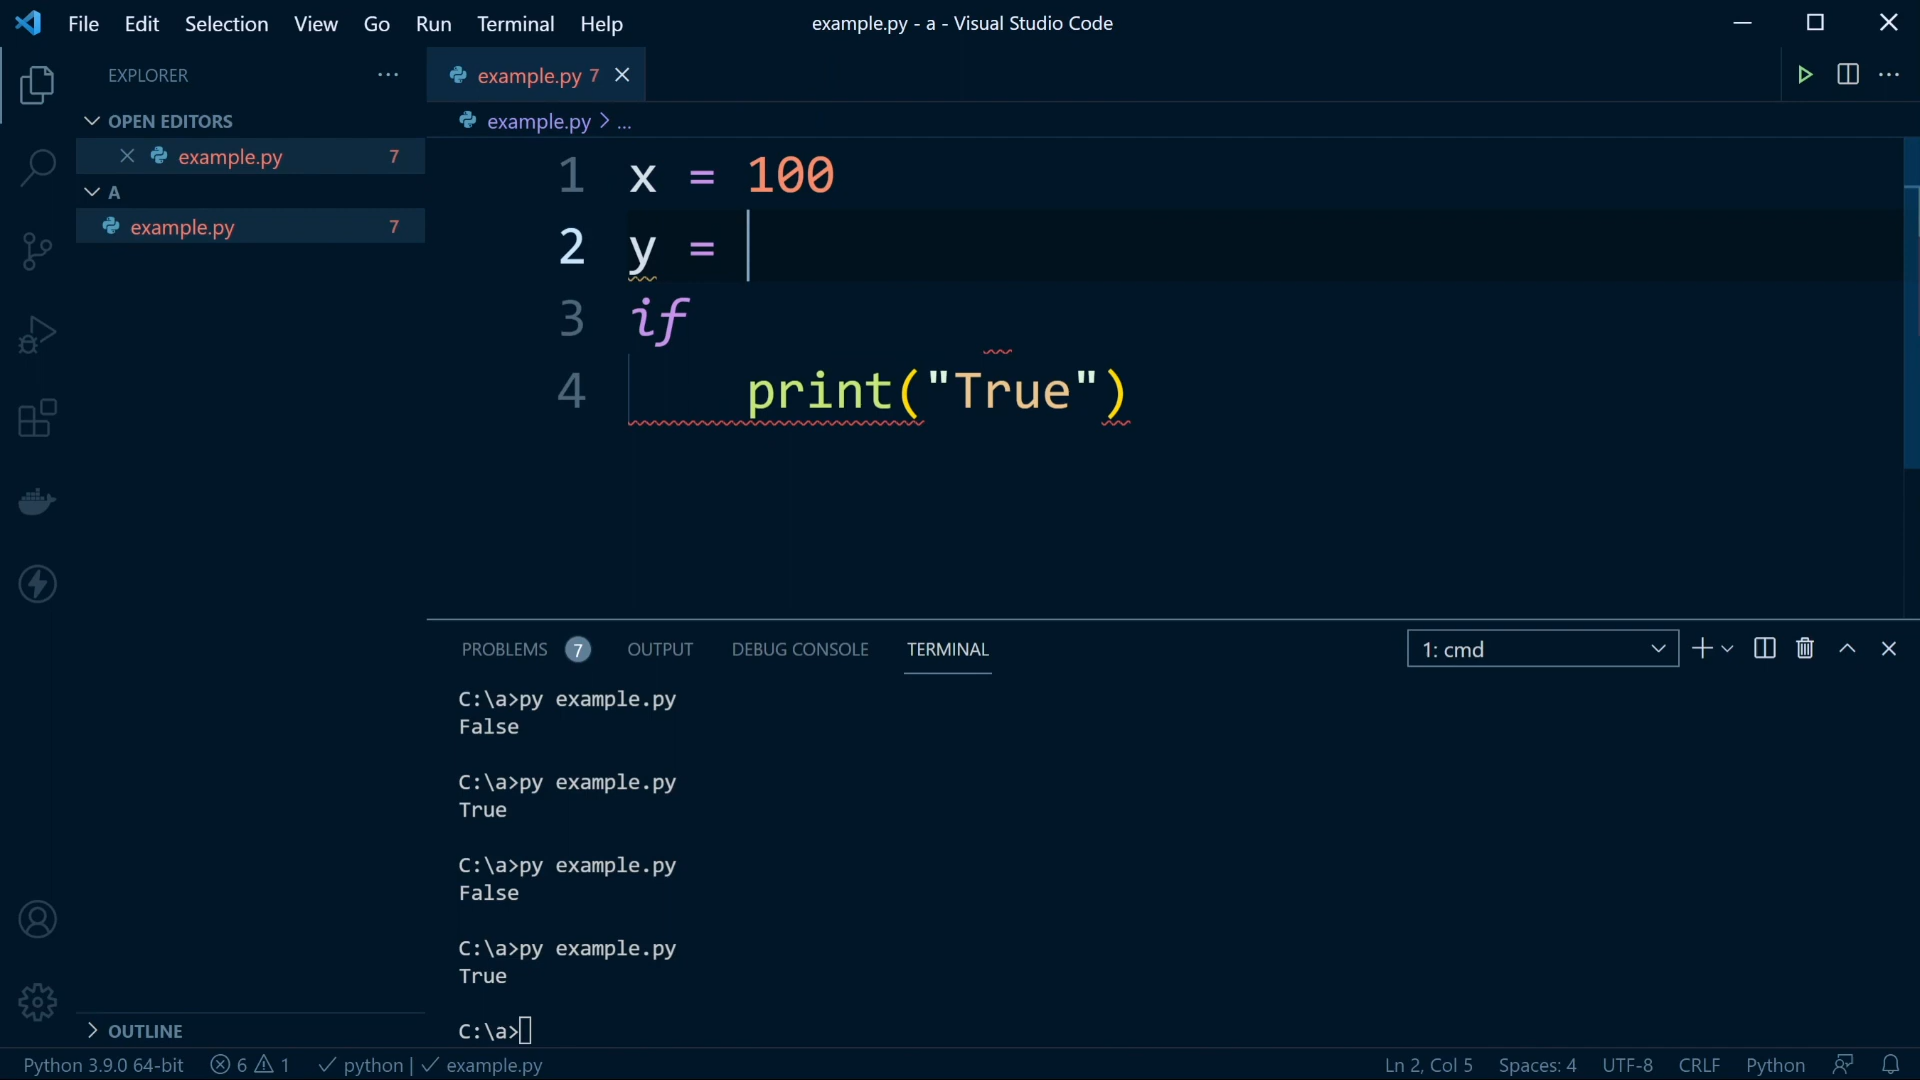 File Edit Selection View Go Run Terminal Help
example.py - a - Visual Studio Code
EXPLORER
OPEN EDITORS
example.py 7
A
example.py 7
OUTLINE
example.py 7
example.py > ...
1 x = 100
2 y =
3 if
4 print("True")
PROBLEMS 7 OUTPUT DEBUG CONSOLE TERMINAL
1: cmd
C:\a>py example.py
False
C:\a>py example.py
True
C:\a>py example.py
False
C:\a>py example.py
True
C:\a>
Python 3.9.0 64-bit 6 1 python | example.py
Ln 2, Col 5 Spaces: 4 UTF-8 CRLF Python